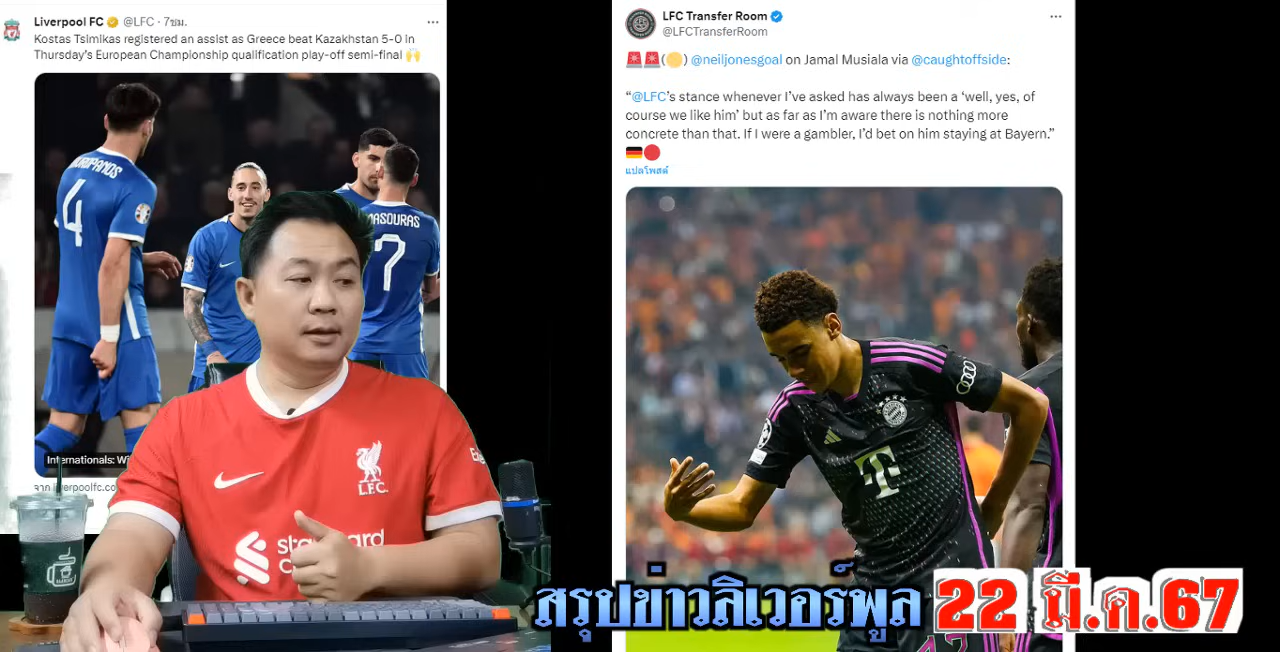 Liverpool FC @LFC · 7ชม.
Kostas Tsimikas registered an assist as Greece beat Kazakhstan 5-0 in
Thursday's European Championship qualification play-off semi-final 🙌
4
MASOURAS
7
Internationals: Wi
จาก liverpoolfc.co
LFC Transfer Room
@LFCTransferRoom
🚨🚨(🌕) @neiljonesgoal on Jamal Musiala via @caughtoffside:
“@LFC’s stance whenever I’ve asked has always been a ‘well, yes, of
course we like him’ but as far as I’m aware there is nothing more
concrete than that. If I were a gambler, I’d bet on him staying at Bayern.”
🇩🇪🔴
แปลโพสต์
T
L.F.C.
สรุปข่าวลิเวอร์พูล 22 มี.ค.67